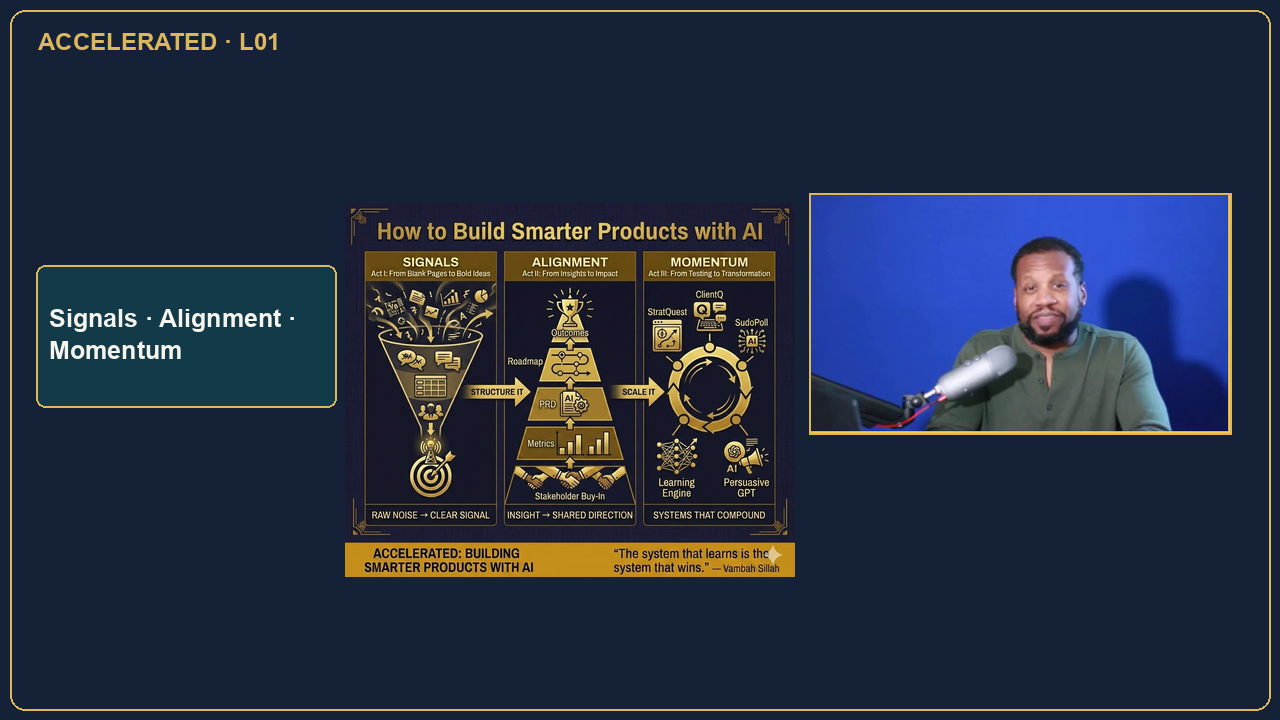 ACCELERATED · L01
Signals · Alignment ·
Momentum
How to Build Smarter Products with AI
SIGNALS
Act I: From Blank Pages to Bold Ideas
RAW NOISE → CLEAR SIGNAL
STRUCTURE IT
ALIGNMENT
Act II: From Insights to Impact
Outcomes
Roadmap
PRD
AI
Metrics
Stakeholder Buy-In
INSIGHT → SHARED DIRECTION
SCALE IT
MOMENTUM
Act III: From Testing to Transformation
ClientQ
Q
StratQuest
SudoPoll
AI
Learning
Engine
AI
Persuasive
GPT
SYSTEMS THAT COMPOUND
ACCELERATED: BUILDING
SMARTER PRODUCTS WITH AI
“The system that learns is the
system that wins.” — Vambah Sillah